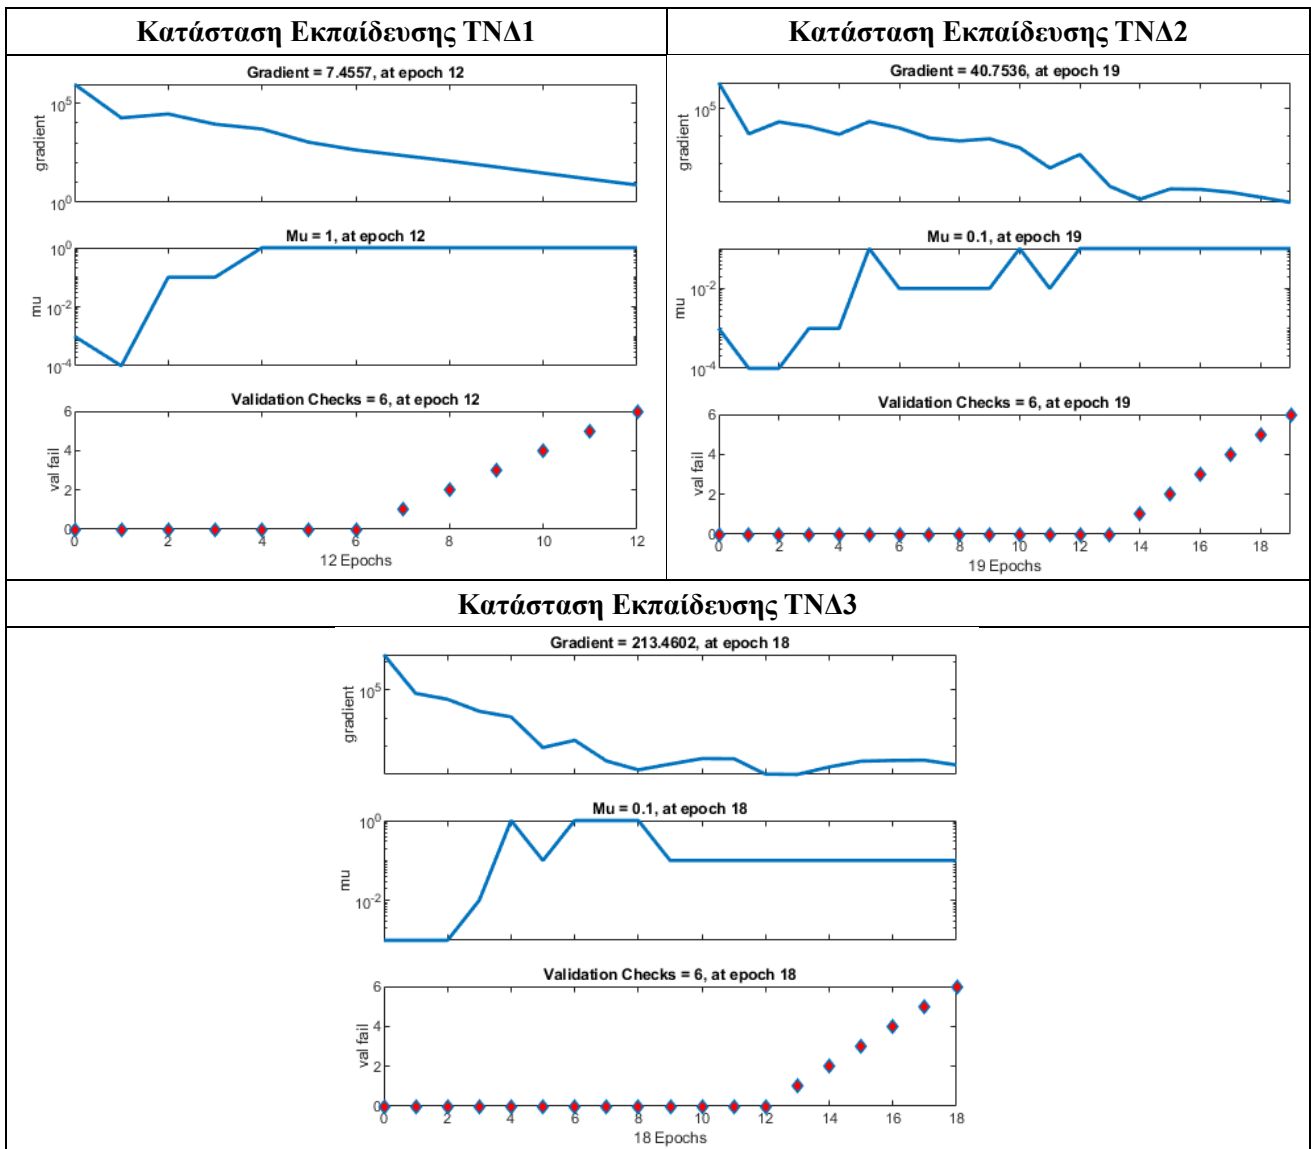 Κατάσταση Εκπαίδευσης ΤΝΔ1
Κατάσταση Εκπαίδευσης ΤΝΔ2
Gradient = 7.4557, at epoch 12
10^5
10^0
gradient
Mu = 1, at epoch 12
10^0
10^-2
10^-4
mu
Validation Checks = 6, at epoch 12
6
4
2
0
val fail
0 2 4 6 8 10 12
12 Epochs
Gradient = 40.7536, at epoch 19
10^5
gradient
Mu = 0.1, at epoch 19
10^-2
10^-4
mu
Validation Checks = 6, at epoch 19
6
4
2
0
val fail
0 2 4 6 8 10 12 14 16 18
19 Epochs
Κατάσταση Εκπαίδευσης ΤΝΔ3
Gradient = 213.4602, at epoch 18
10^5
gradient
Mu = 0.1, at epoch 18
10^0
10^-2
mu
Validation Checks = 6, at epoch 18
6
4
2
0
val fail
0 2 4 6 8 10 12 14 16 18
18 Epochs